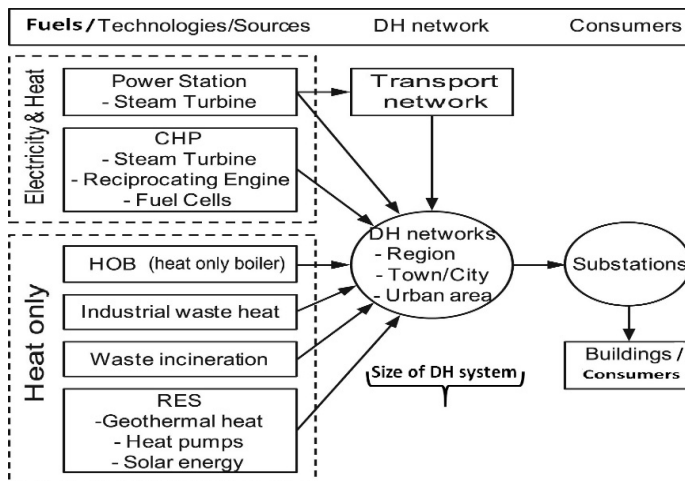 Fuels/Technologies/Sources DH network Consumers
Electricity & Heat
Power Station
- Steam Turbine
CHP
- Steam Turbine
- Reciprocating Engine
- Fuel Cells
Transport
network
Heat only
HOB (heat only boiler)
Industrial waste heat
Waste incineration
RES
-Geothermal heat
- Heat pumps
- Solar energy
DH networks
- Region
- Town/City
- Urban area
Size of DH system
Substations
Buildings /
Consumers